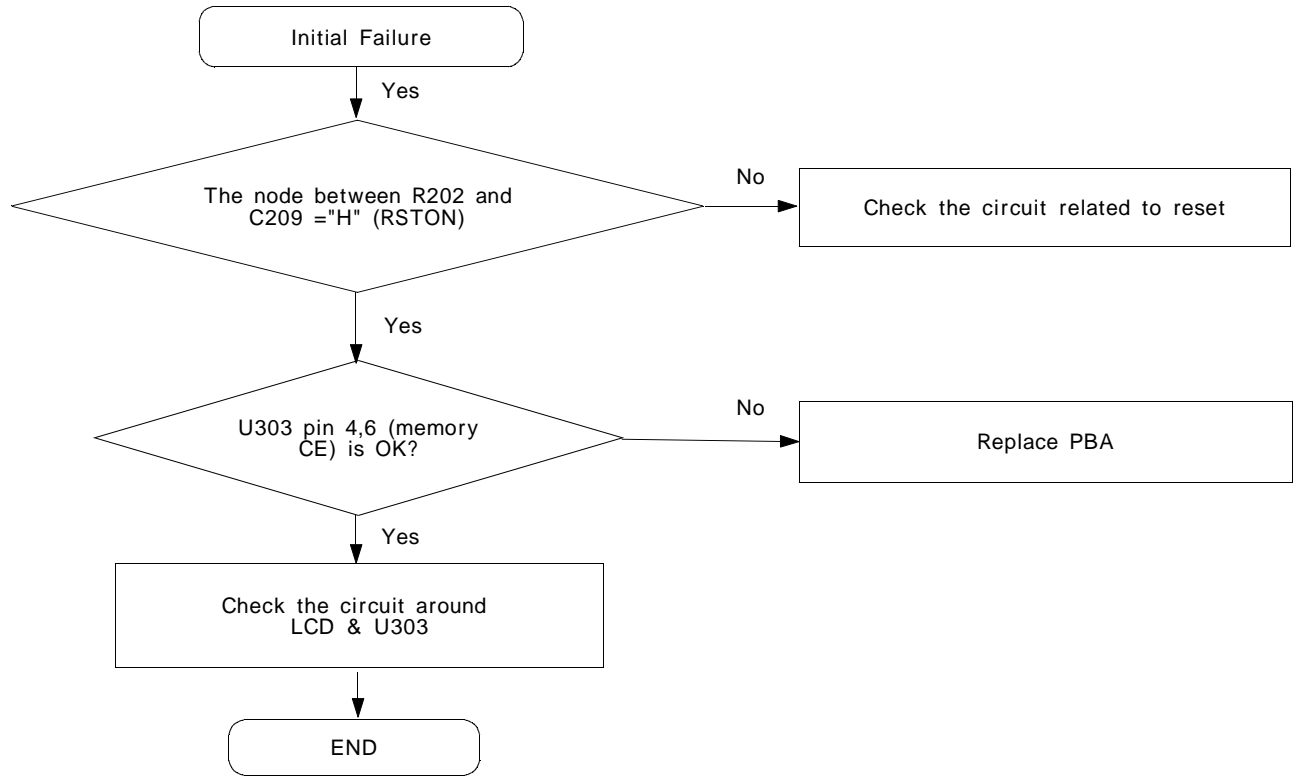 Initial Failure
Yes
The node between R202 and
C209 ="H" (RSTON)
No
Check the circuit related to reset
Yes
U303 pin 4,6 (memory
CE) is OK?
No
Replace PBA
Yes
Check the circuit around
LCD & U303
END